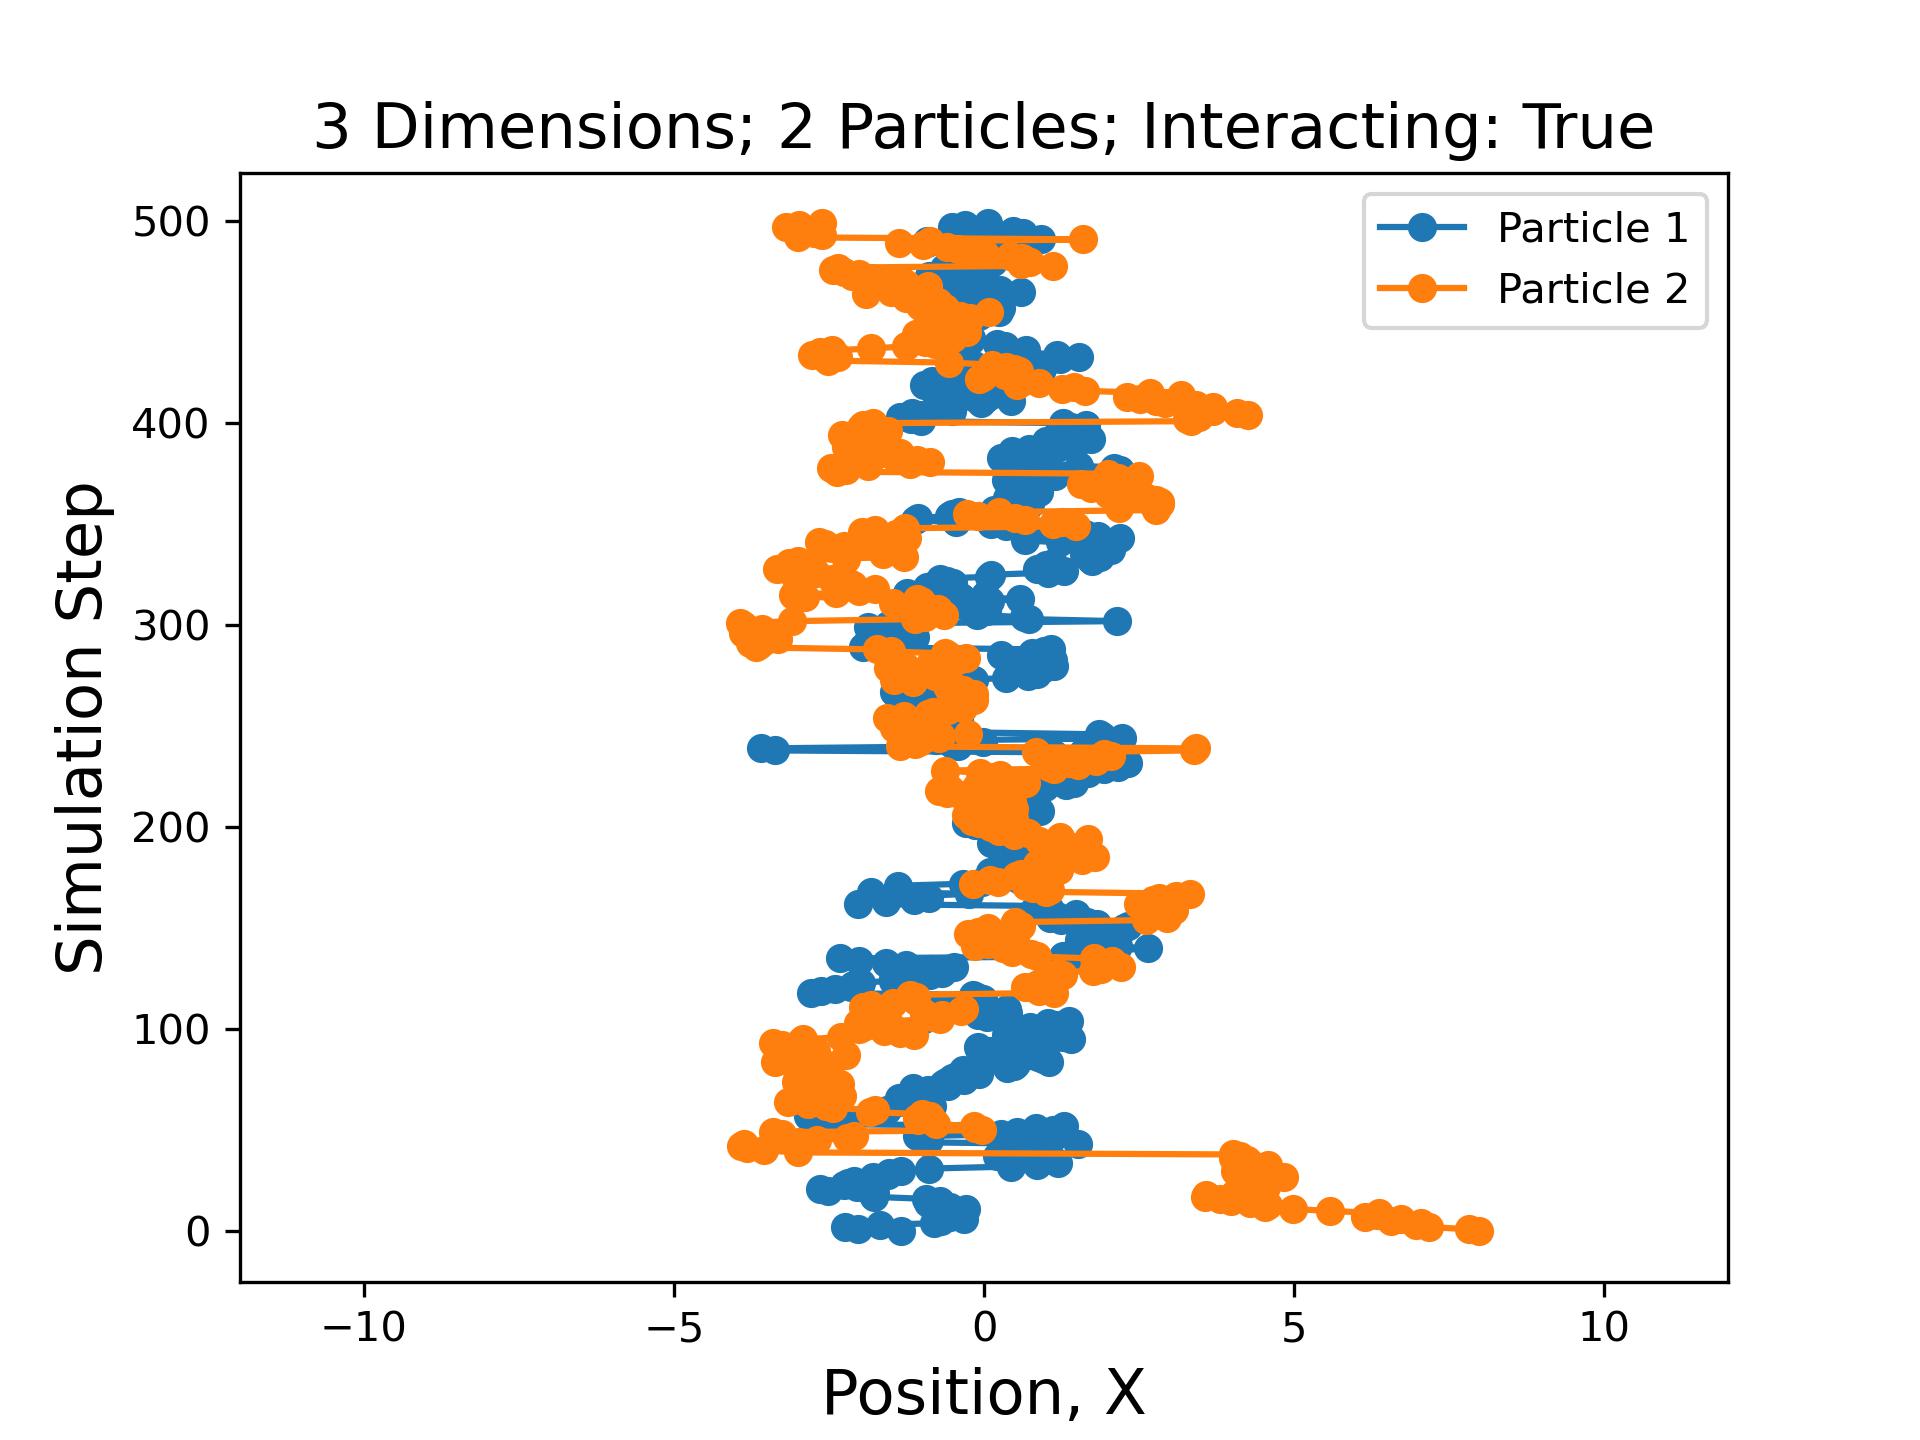 3 Dimensions; 2 Particles; Interacting: True
Particle 1
Particle 2
Simulation Step
500
400
300
200
100
0
−10
−5
0
5
10
Position, X